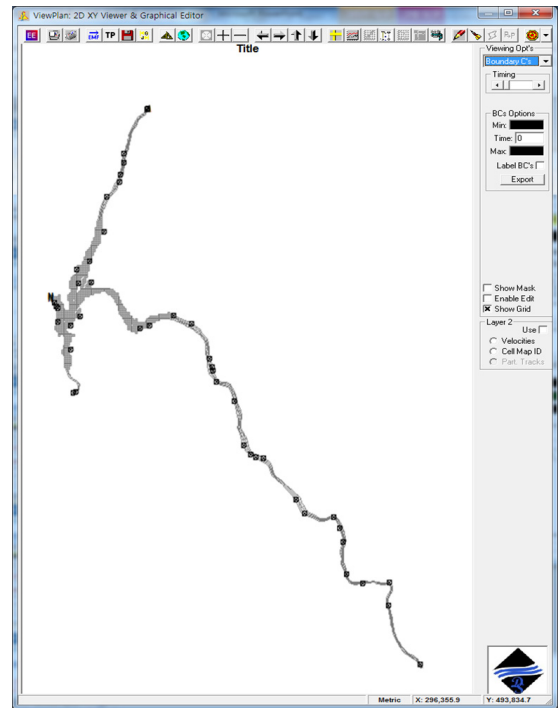 ViewPlan: 2D XY Viewer & Graphical Editor
EE
EMF
TP
Title
Viewing Opt's
Boundary C's
Timing
BCs Options
Min:
Time: 0
Max:
Label BC's
Export
N
Show Mask
Enable Edit
Show Grid
Layer 2
Use
Velocities
Cell Map ID
Part. Tracks
Metric
X: 296,355.9
Y: 493,834.7